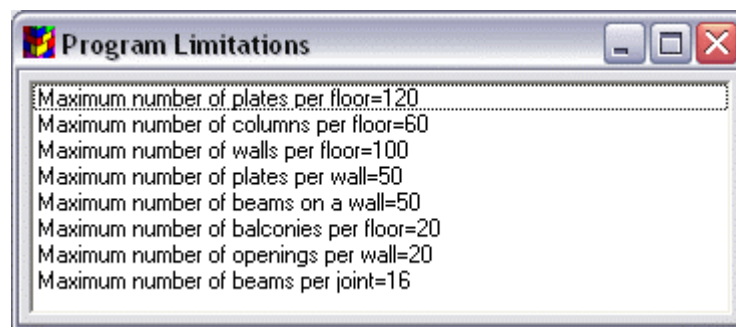 Program Limitations
Maximum number of plates per floor=120
Maximum number of columns per floor=60
Maximum number of walls per floor=100
Maximum number of plates per wall=50
Maximum number of beams on a wall=50
Maximum number of balconies per floor=20
Maximum number of openings per wall=20
Maximum number of beams per joint=16